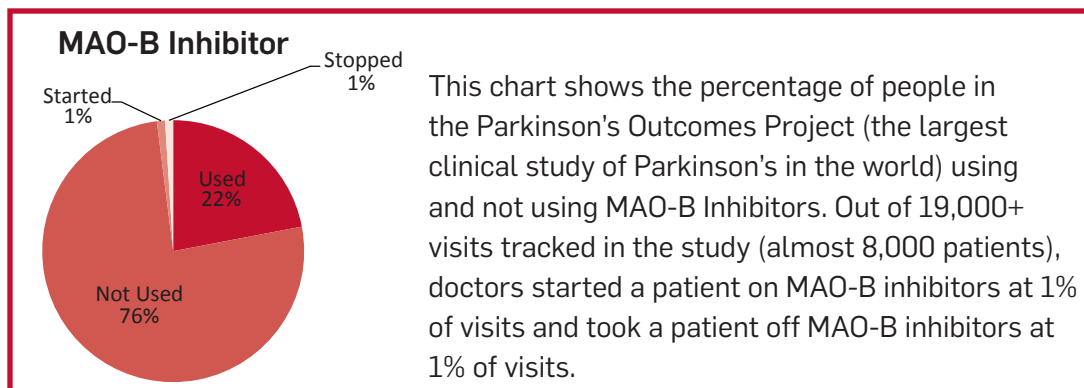 MAO-B Inhibitor
Stopped
1%
Started
1%
Used
22%
Not Used
76%
This chart shows the percentage of people in
the Parkinson’s Outcomes Project (the largest
clinical study of Parkinson’s in the world) using
and not using MAO-B Inhibitors. Out of 19,000+
visits tracked in the study (almost 8,000 patients),
doctors started a patient on MAO-B inhibitors at 1%
of visits and took a patient off MAO-B inhibitors at
1% of visits.